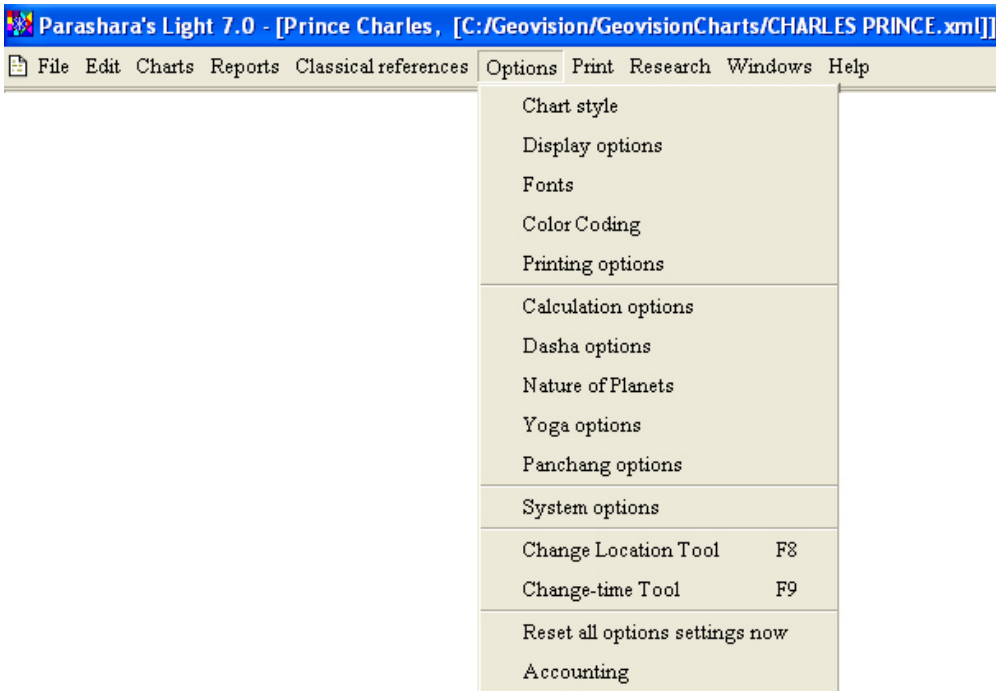 Parashara's Light 7.0 - [Prince Charles, [C:/Geovision/GeovisionCharts/CHARLES PRINCE.xml]]
File Edit Charts Reports Classical references Options Print Research Windows Help
Chart style
Display options
Fonts
Color Coding
Printing options
Calculation options
Dasha options
Nature of Planets
Yoga options
Panchang options
System options
Change Location Tool F8
Change-time Tool F9
Reset all options settings now
Accounting